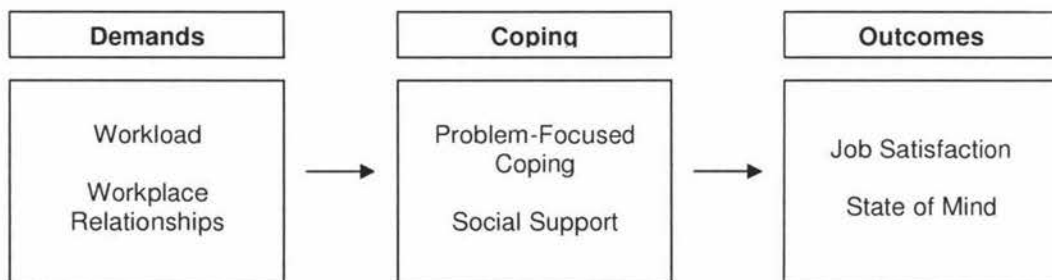 Demands
Coping
Outcomes
Workload
Workplace
Relationships
Problem-Focused
Coping
Social Support
Job Satisfaction
State of Mind